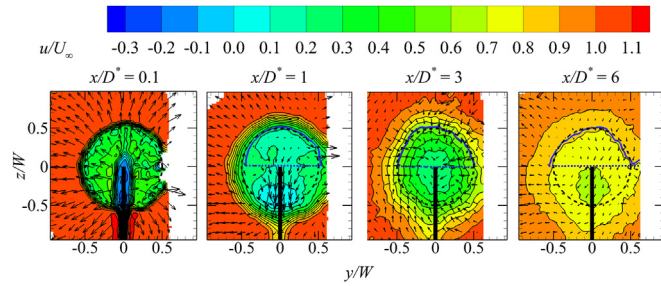 -0.3 -0.2 -0.1 0.0 0.1 0.2 0.3 0.4 0.5 0.6 0.7 0.8 0.9 1.0 1.1
u/U∞
x/D* = 0.1 x/D* = 1 x/D* = 3 x/D* = 6
z/W
0.5
0
-0.5
-0.5 0 0.5 -0.5 0 0.5 -0.5 0 0.5 -0.5 0 0.5
y/W